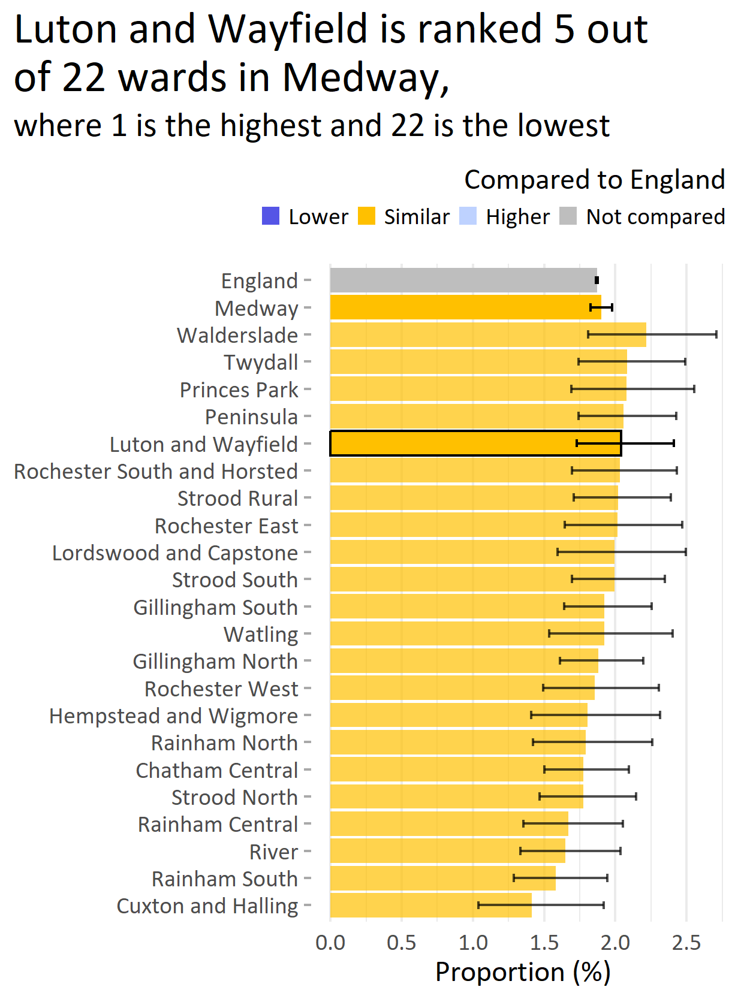 Luton and Wayfield is ranked 5 out
of 22 wards in Medway,
where 1 is the highest and 22 is the lowest
Compared to England
Lower Similar Higher Not compared
England
Medway
Walderslade
Twydall
Princes Park
Peninsula
Luton and Wayfield
Rochester South and Horsted
Strood Rural
Rochester East
Lordswood and Capstone
Strood South
Gillingham South
Watling
Gillingham North
Rochester West
Hempstead and Wigmore
Rainham North
Chatham Central
Strood North
Rainham Central
River
Rainham South
Cuxton and Halling
0.0 0.5 1.0 1.5 2.0 2.5
Proportion (%)